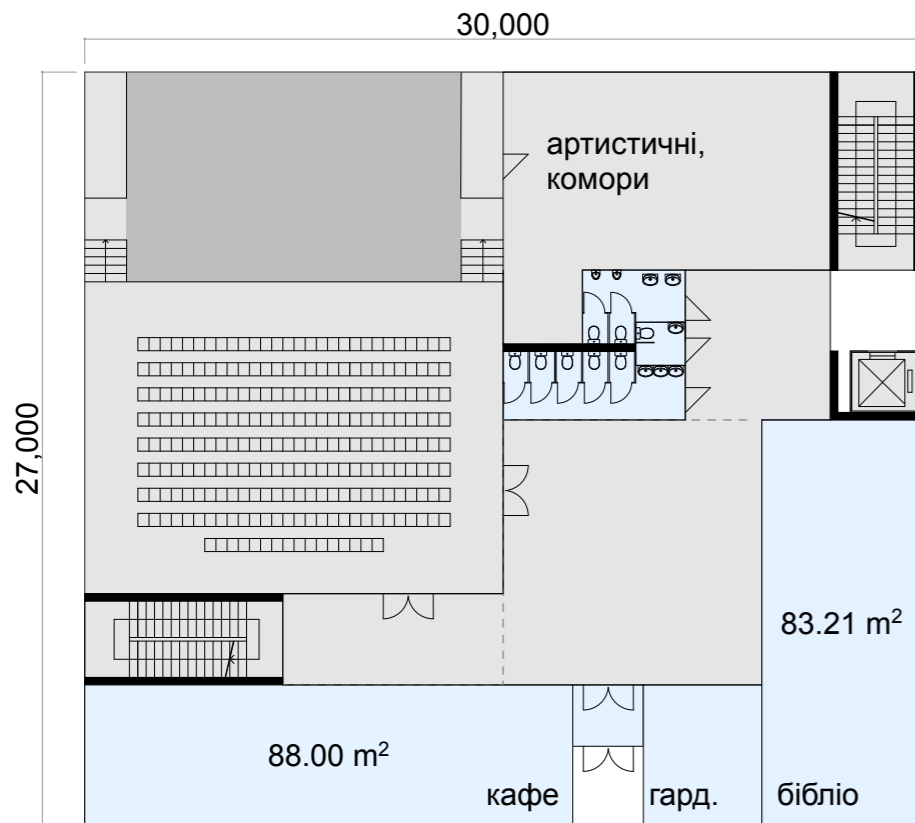 30,000
27,000
артистичні,
комори
83.21 m²
88.00 m²
кафе
гард.
бібліо